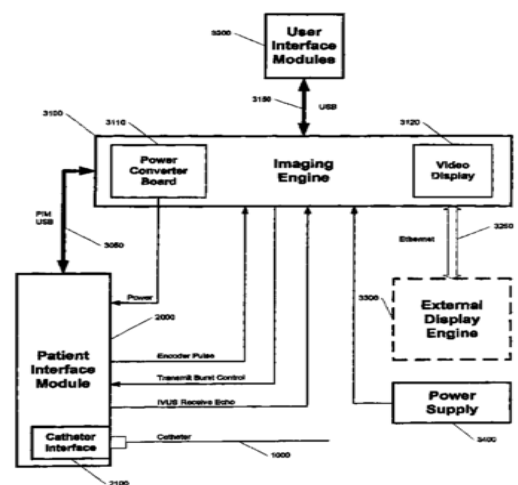 3200
User
Interface
Modules
3150
USB
3100
3110
3120
Power
Converter
Board
Imaging
Engine
Video
Display
PIM
USB
3050
Ethernet
3250
Power
2000
3300
External
Display
Engine
Patient
Interface
Module
Encoder Pulse
Transmit Burst Control
IVUS Receive Echo
Power
Supply
3400
Catheter
Interface
Catheter
1000
2100